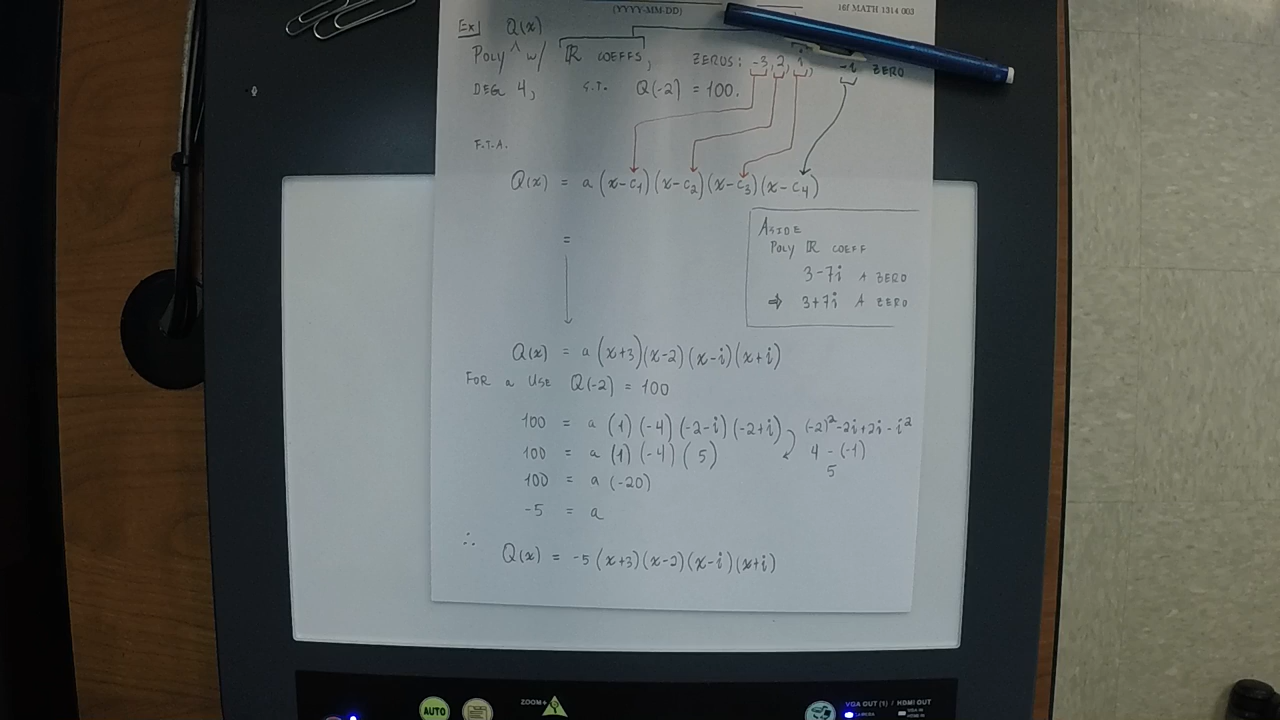 (YYYY-MM-DD)
16f MATH 1314 003
Ex Q(x)
POLY ^ W/ ℝ COEFFS, ZEROS: -3, 2, i, -i ZERO
DEG 4, S.T. Q(-2) = 100.
F.T.A.
Q(x) = a (x-c₁)(x-c₂)(x-c₃)(x-c₄)
=
ASIDE
POLY ℝ COEFF
3-7i A ZERO
⇒ 3+7i A ZERO
Q(x) = a (x+3)(x-2)(x-i)(x+i)
FOR a USE Q(-2) = 100
100 = a (1)(-4)(-2-i)(-2+i) (-2)²-2i+2i-i²
100 = a (1)(-4)(5) 4 - (-1)
5
100 = a (-20)
-5 = a
∴ Q(x) = -5 (x+3)(x-2)(x-i)(x+i)
AUTO
ZOOM+
VGA OUT (1) / HDMI OUT